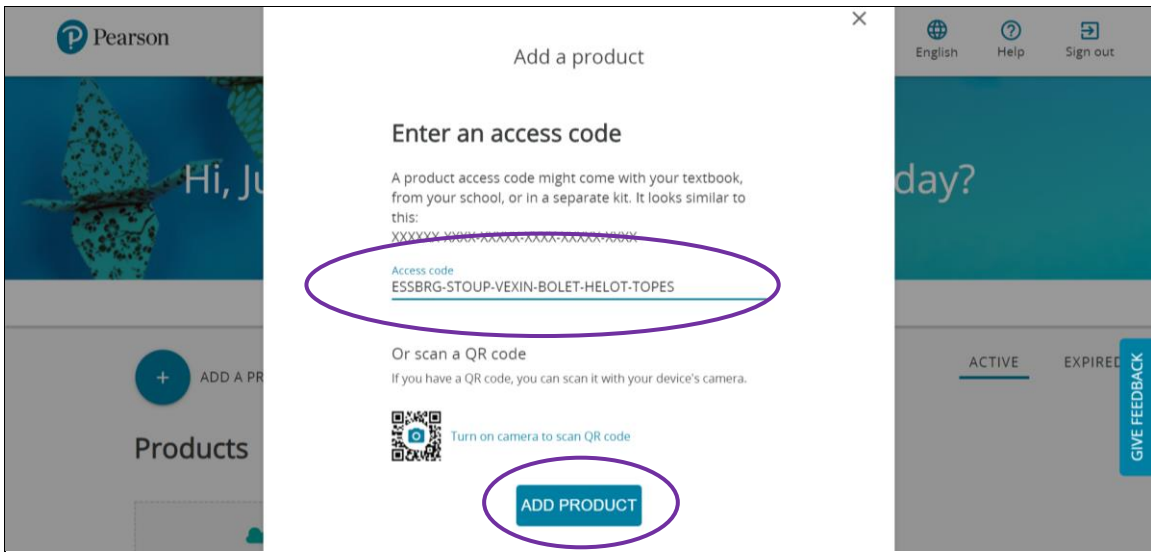 Pearson
English
Help
Sign out
Add a product
Hi, Ju
day?
Enter an access code
A product access code might come with your textbook,
from your school, or in a separate kit. It looks similar to
this:
XXXXXX-XXXX-XXXXX-XXXX-XXXXX-XXXX
Access code
ESSBRG-STOUP-VEXIN-BOLET-HELOT-TOPES
Or scan a QR code
If you have a QR code, you can scan it with your device's camera.
Turn on camera to scan QR code
ADD PRODUCT
ADD A PR
Products
ACTIVE
EXPIRED
GIVE FEEDBACK